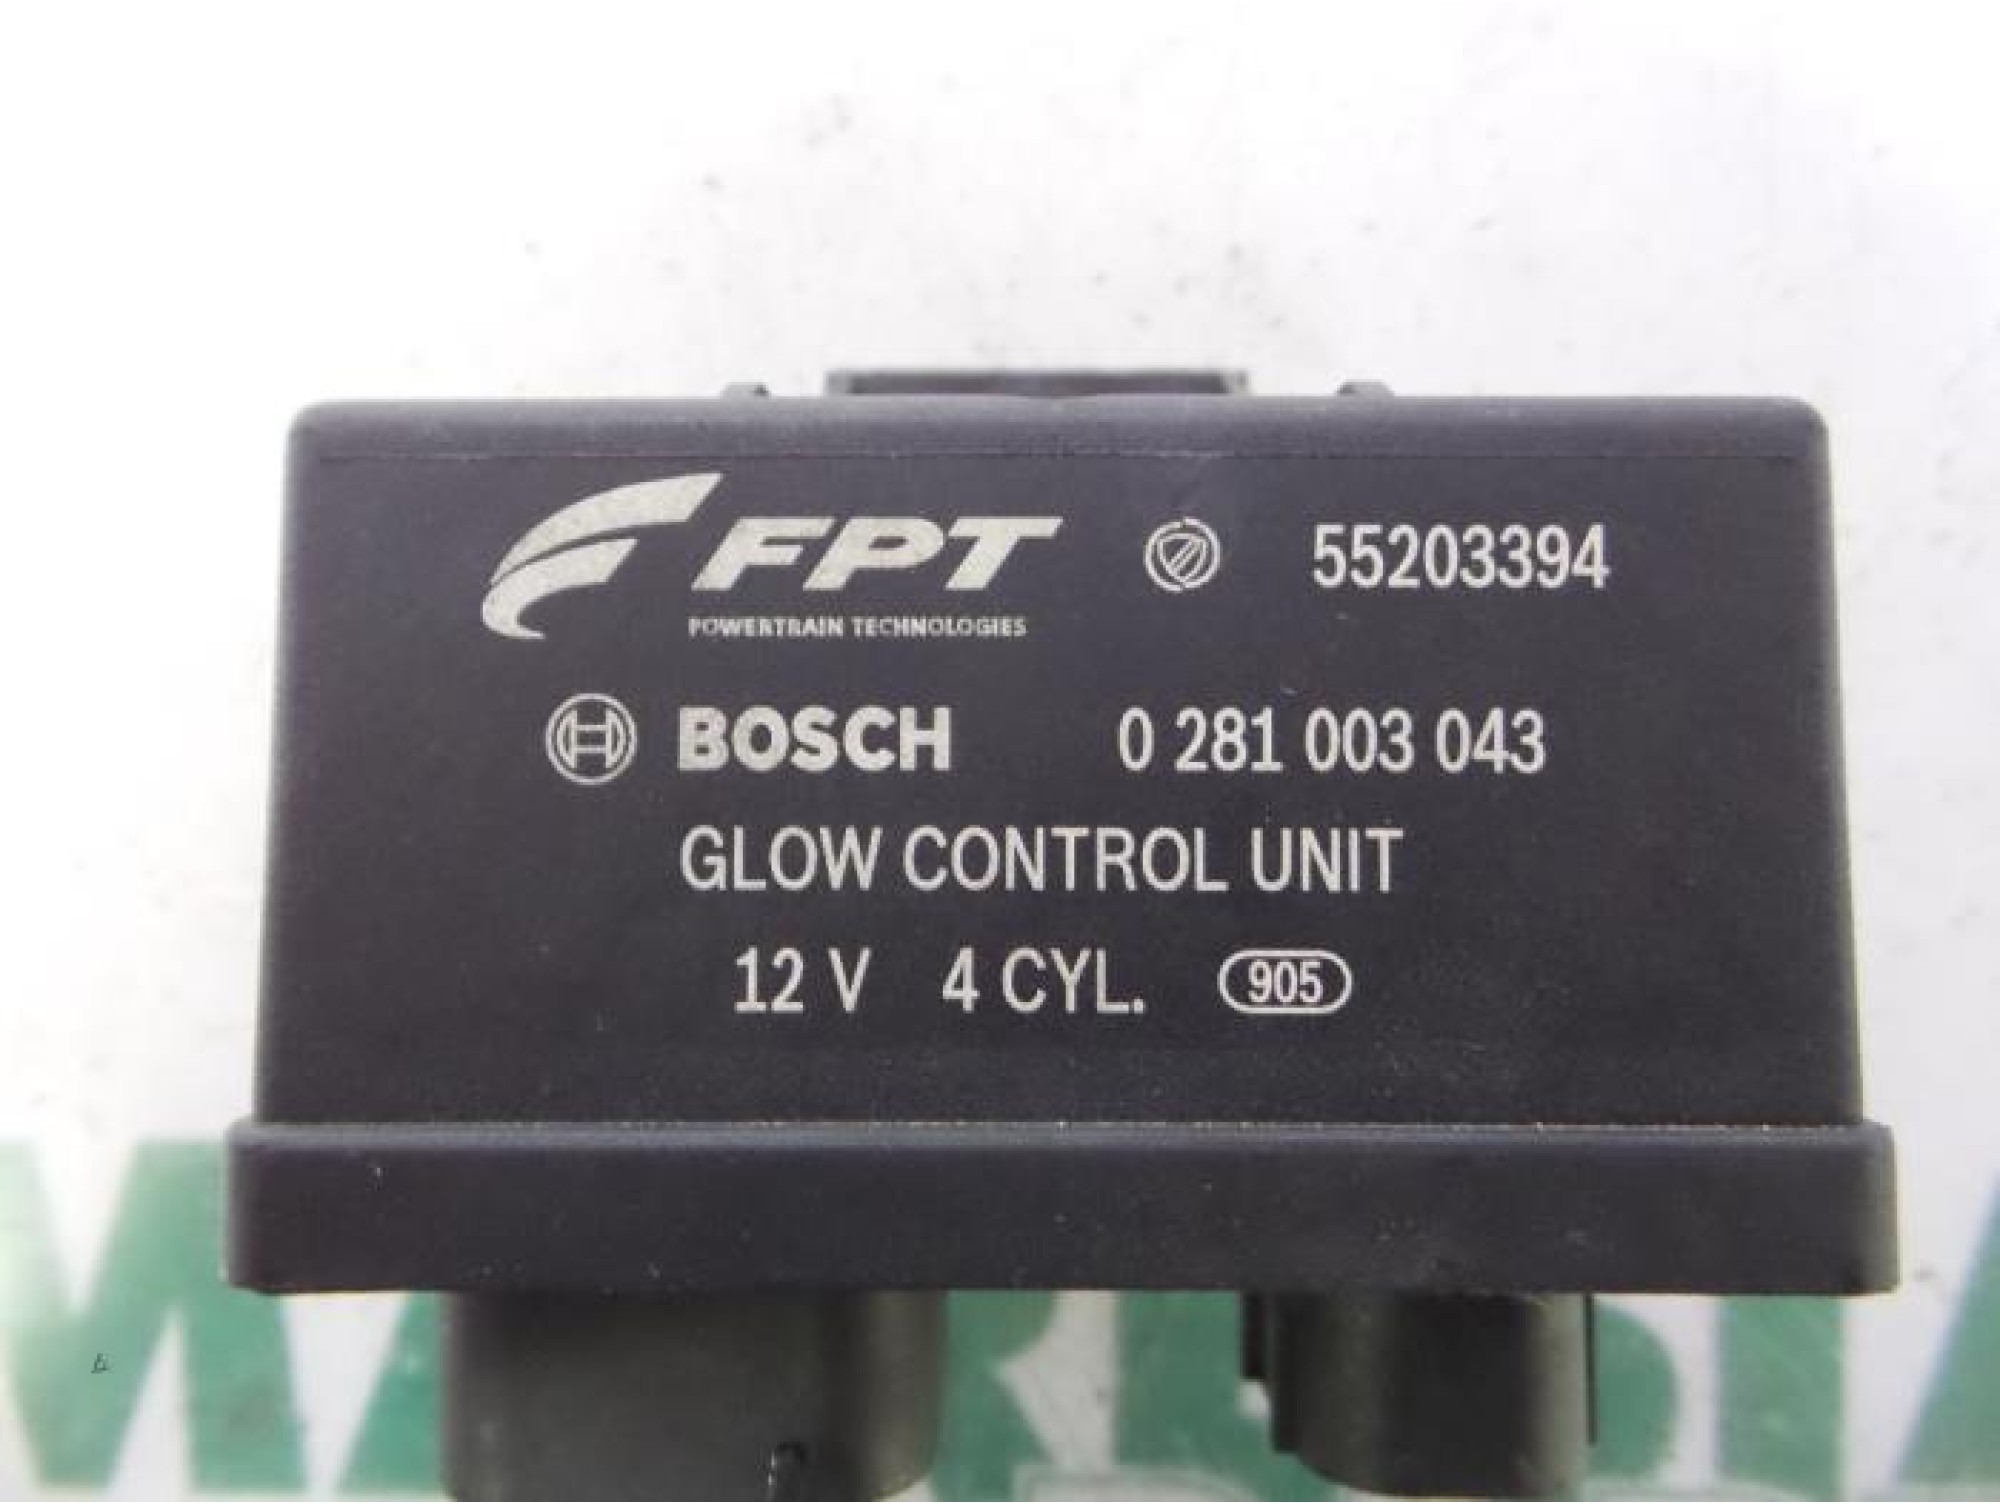 FPT 55203394
POWERTRAIN TECHNOLOGIES
BOSCH 0 281 003 043
GLOW CONTROL UNIT
12 V 4 CYL. 905